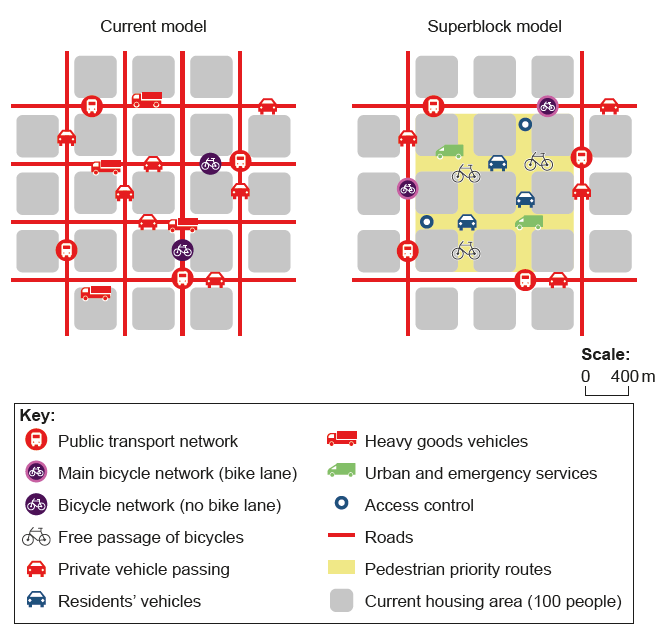 Current model
Superblock model
Scale:
0 400 m
Key:
Public transport network
Main bicycle network (bike lane)
Bicycle network (no bike lane)
Free passage of bicycles
Private vehicle passing
Residents' vehicles
Heavy goods vehicles
Urban and emergency services
Access control
Roads
Pedestrian priority routes
Current housing area (100 people)